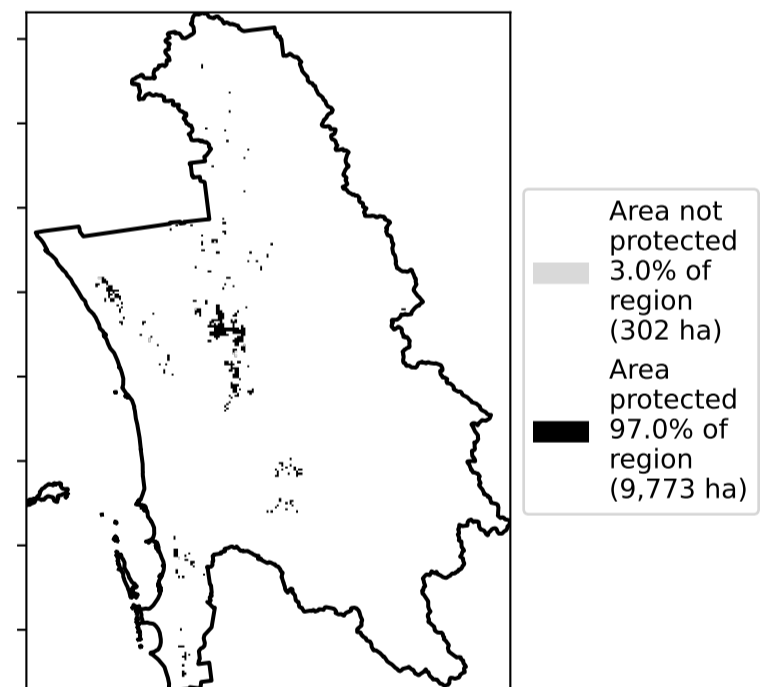 Area not
protected
3.0% of
region
(302 ha)
Area
protected
97.0% of
region
(9,773 ha)